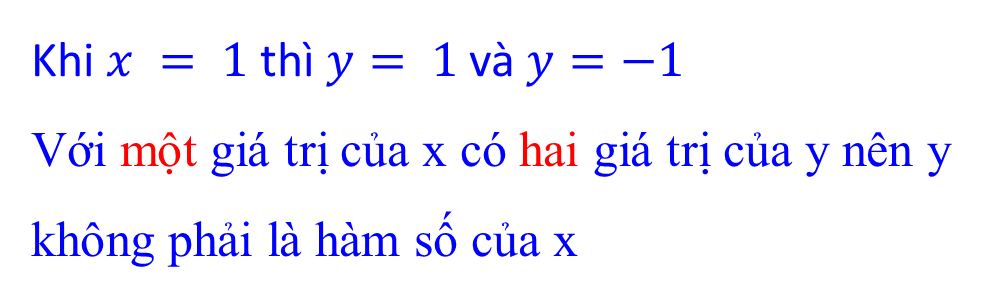 Khi x = 1 thì y = 1 và y = −1
Với một giá trị của x có hai giá trị của y nên y
không phải là hàm số của x